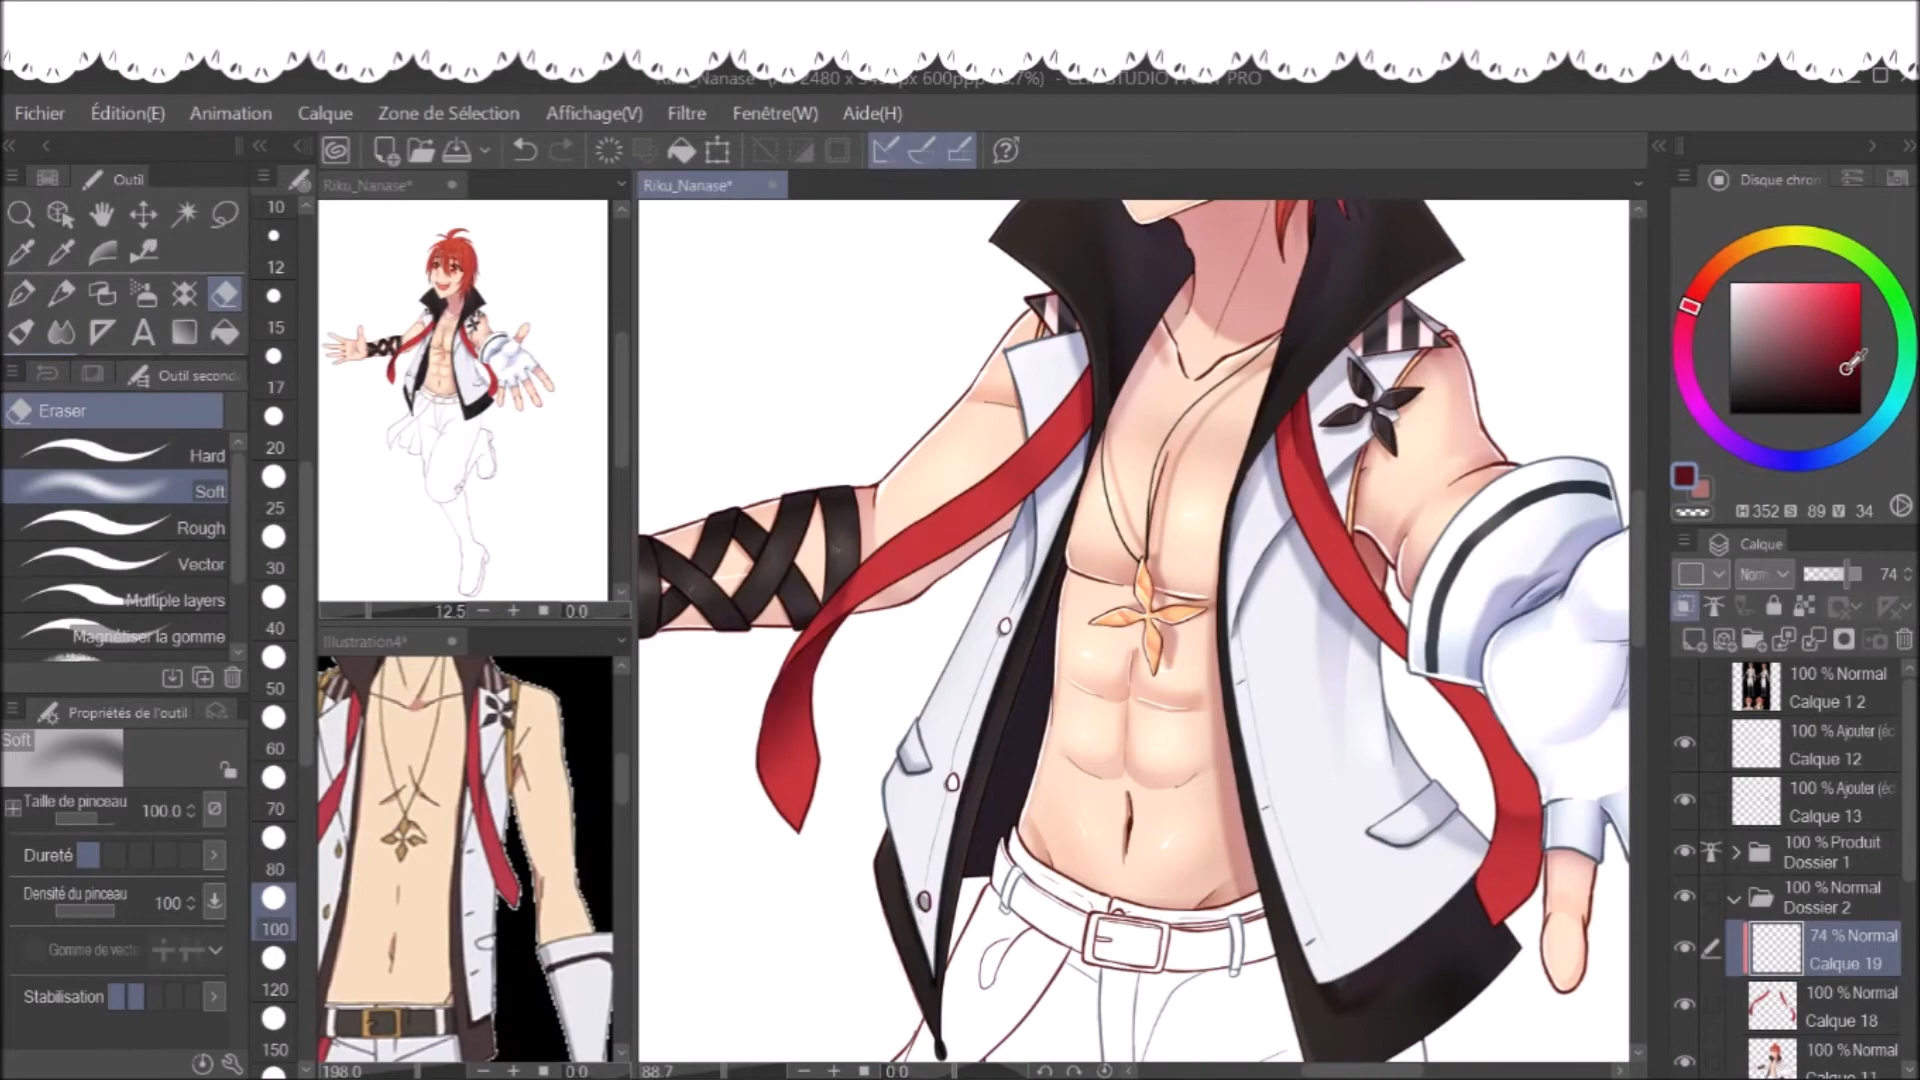 Riku_Nanase*
Fichier Édition(E) Animation Calque Zone de Sélection Affichage(V) Filtre Fenêtre(W) Aide(H)
Outil
Riku_Nanase*
Riku_Nanase*
Disque chron
10
12
15
17
20
25
30
40
50
60
70
80
100
120
150
Outil second
Eraser
Hard
Soft
Rough
Vector
Multiple layers
Magnétiser la gomme
Propriétés de l'outil
Soft
Taille de pinceau 100.0
Dureté
Densité du pinceau 100
Gomme de vecte
Stabilisation
12.5 0.0
Illustration4*
198.0 0.0
88.7 0.0
H 352 S 89 V 34
Calque
Norm 74
100 % Normal
Calque 1 2
100 % Ajouter (éc
Calque 12
100 % Ajouter (éc
Calque 13
100 % Produit
Dossier 1
100 % Normal
Dossier 2
74 % Normal
Calque 19
100 % Normal
Calque 18
100 % Normal
Calque 11